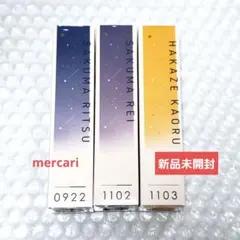 SAKUMA RITSU
SAKUMA REI
HAKAZE KAORU
mercari
新品未開封
0922
1102
1103